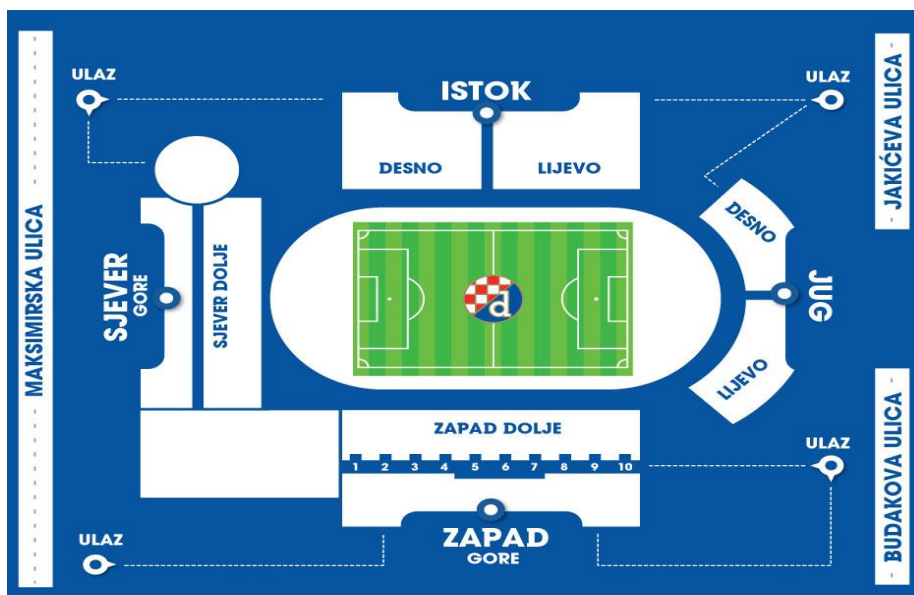 ULAZ
ISTOK
ULAZ
DESNO
LIJEVO
MAKSIMIRSKA ULICA
JAKIĆEVA ULICA
SJEVER
GORE
SJEVER DOLJE
d
DESNO
JUG
LIJEVO
ZAPAD DOLJE
1 2 3 4 5 6 7 8 9 10
ULAZ
BUDAKOVA ULICA
ULAZ
ZAPAD
GORE